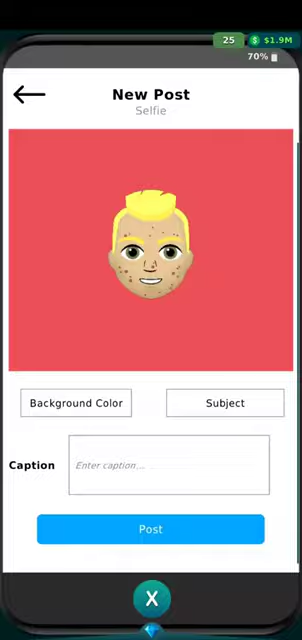 25 $ $1.9M
70%
New Post
Selfie
Background Color Subject
Caption Enter caption...
Post
X